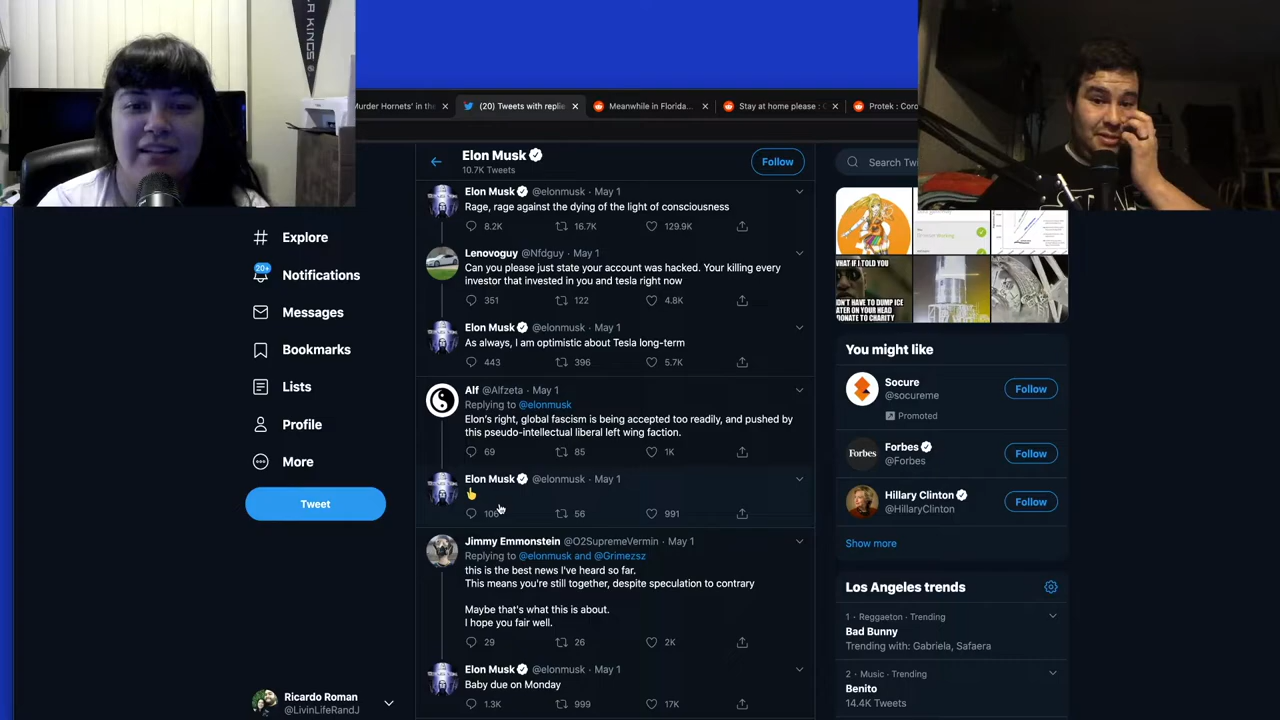 R KINGS
Murder Hornets' in the
(20) Tweets with replie
Meanwhile in Florida...
Stay at home please : C
Protek : Coro
Elon Musk
10.7K Tweets
Follow
Search Twi
Explore
20+
Notifications
Messages
Bookmarks
Lists
Profile
More
Tweet
Ricardo Roman
@LivinLifeRandJ
Elon Musk @elonmusk · May 1
Rage, rage against the dying of the light of consciousness
8.2K 16.7K 129.9K
Lenovoguy @Nfdguy · May 1
Can you please just state your account was hacked. Your killing every
investor that invested in you and tesla right now
351 122 4.8K
Elon Musk @elonmusk · May 1
As always, I am optimistic about Tesla long-term
443 396 5.7K
Alf @Alfzeta · May 1
Replying to @elonmusk
Elon's right, global fascism is being accepted too readily, and pushed by
this pseudo-intellectual liberal left wing faction.
69 85 1K
Elon Musk @elonmusk · May 1
👆
106 56 991
Jimmy Emmonstein @O2SupremeVermin · May 1
Replying to @elonmusk and @Grimezsz
this is the best news I've heard so far.
This means you're still together, despite speculation to contrary
Maybe that's what this is about.
I hope you fair well.
29 26 2K
Elon Musk @elonmusk · May 1
Baby due on Monday
1.3K 999 17K
WHAT IF I TOLD YOU
DN'T HAVE TO DUMP ICE
ATER ON YOUR HEAD
DONATE TO CHARITY
You might like
Socure
@socureme
Promoted
Follow
Forbes
Forbes
@Forbes
Follow
Hillary Clinton
@HillaryClinton
Follow
Show more
Los Angeles trends
1 · Reggaeton · Trending
Bad Bunny
Trending with: Gabriela, Safaera
2 · Music · Trending
Benito
14.4K Tweets